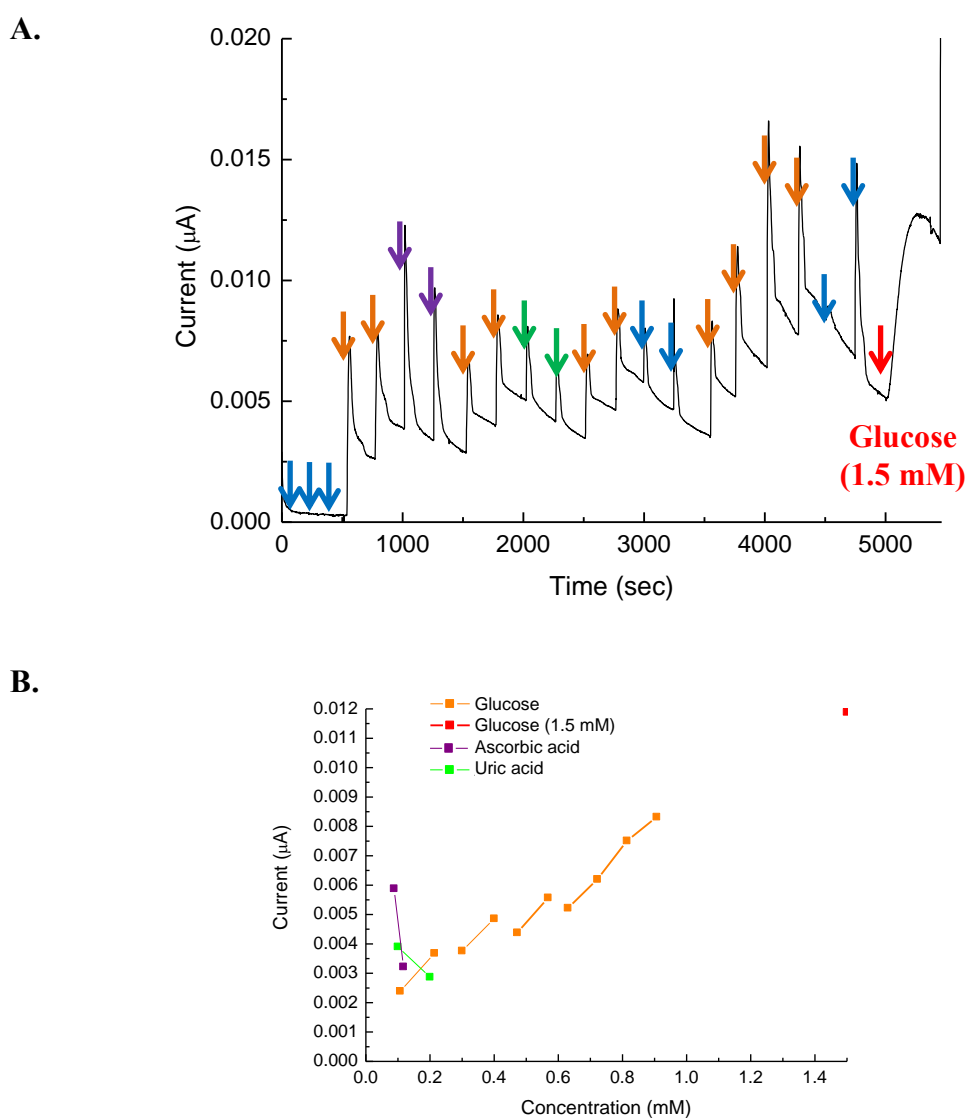 A.
0.020
0.015
0.010
0.005
0.000
Current (μA)
Glucose
(1.5 mM)
0 1000 2000 3000 4000 5000
Time (sec)
B.
Glucose
Glucose (1.5 mM)
Ascorbic acid
Uric acid
0.012
0.011
0.010
0.009
0.008
0.007
0.006
0.005
0.004
0.003
0.002
0.001
0.000
Current (μA)
0.0 0.2 0.4 0.6 0.8 1.0 1.2 1.4
Concentration (mM)